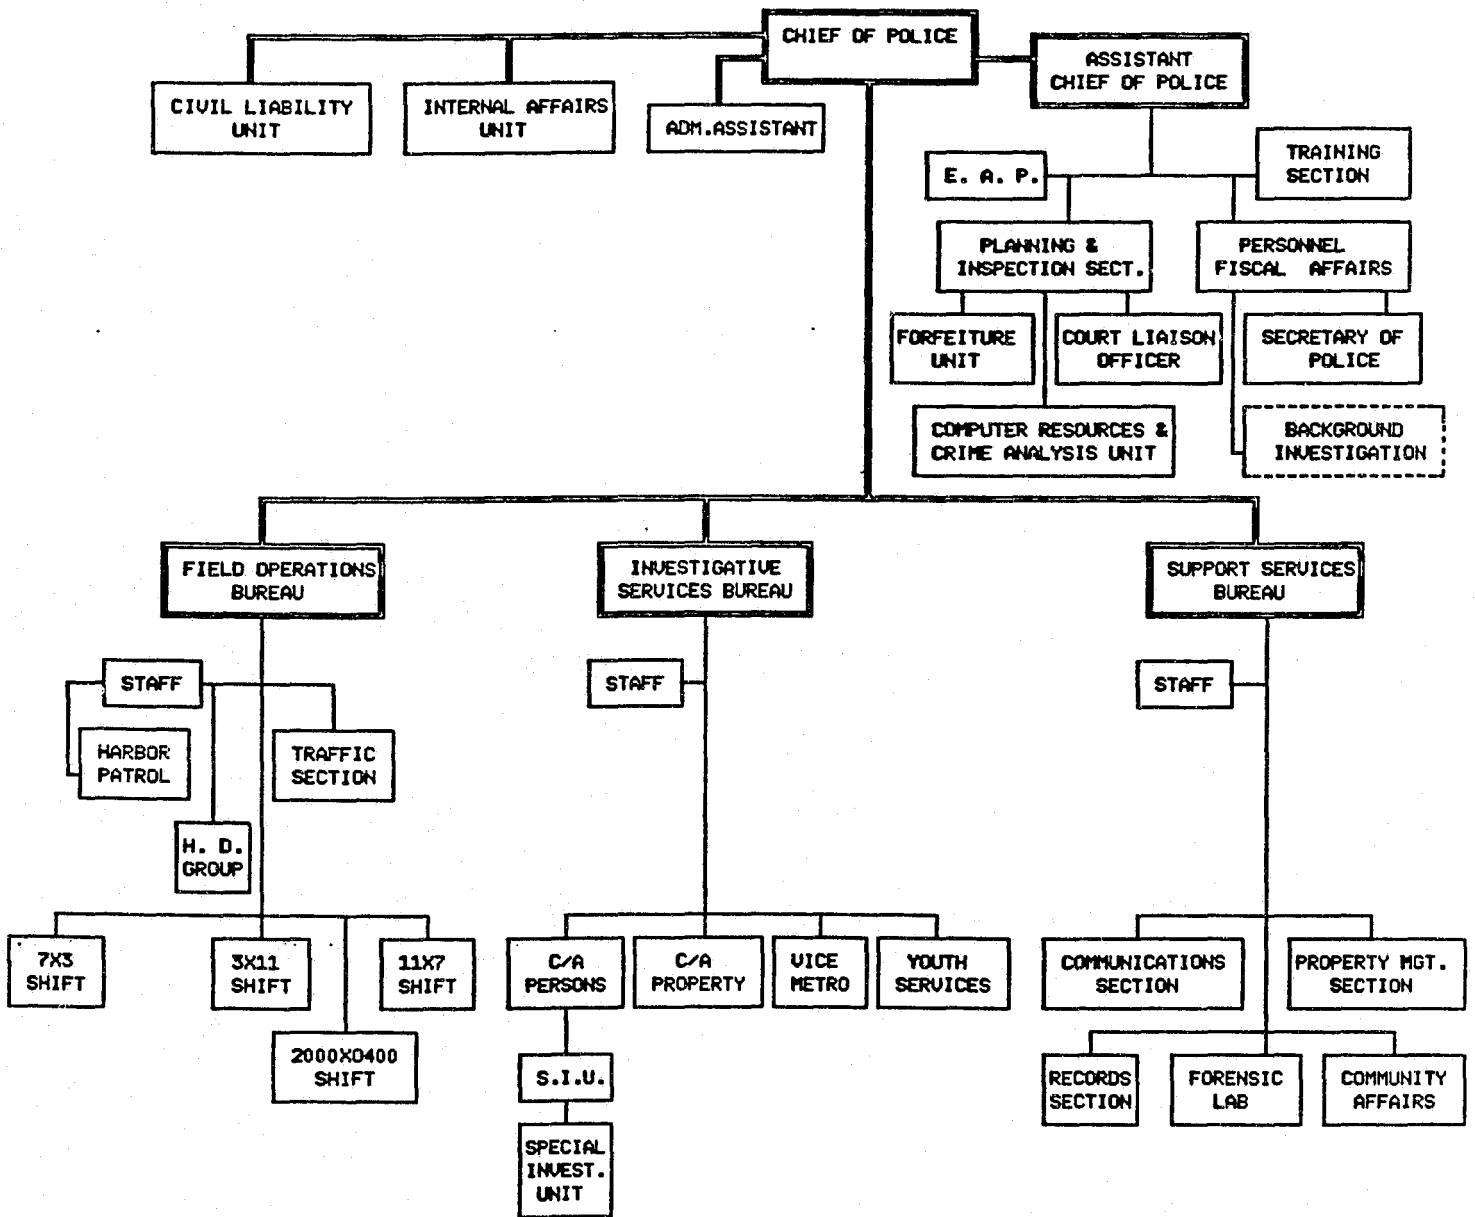 CHIEF OF POLICE
ASSISTANT
CHIEF OF POLICE
CIVIL LIABILITY
UNIT
INTERNAL AFFAIRS
UNIT
ADM.ASSISTANT
E. A. P.
TRAINING
SECTION
PLANNING &
INSPECTION SECT.
PERSONNEL
FISCAL AFFAIRS
FORFEITURE
UNIT
COURT LIAISON
OFFICER
SECRETARY OF
POLICE
COMPUTER RESOURCES &
CRIME ANALYSIS UNIT
BACKGROUND
INVESTIGATION
FIELD OPERATIONS
BUREAU
INVESTIGATIVE
SERVICES BUREAU
SUPPORT SERVICES
BUREAU
STAFF
STAFF
STAFF
HARBOR
PATROL
TRAFFIC
SECTION
H. D.
GROUP
7X3
SHIFT
3X11
SHIFT
11X7
SHIFT
2000X0400
SHIFT
C/A
PERSONS
C/A
PROPERTY
VICE
METRO
YOUTH
SERVICES
S.I.U.
SPECIAL
INVEST.
UNIT
COMMUNICATIONS
SECTION
PROPERTY MGT.
SECTION
RECORDS
SECTION
FORENSIC
LAB
COMMUNITY
AFFAIRS